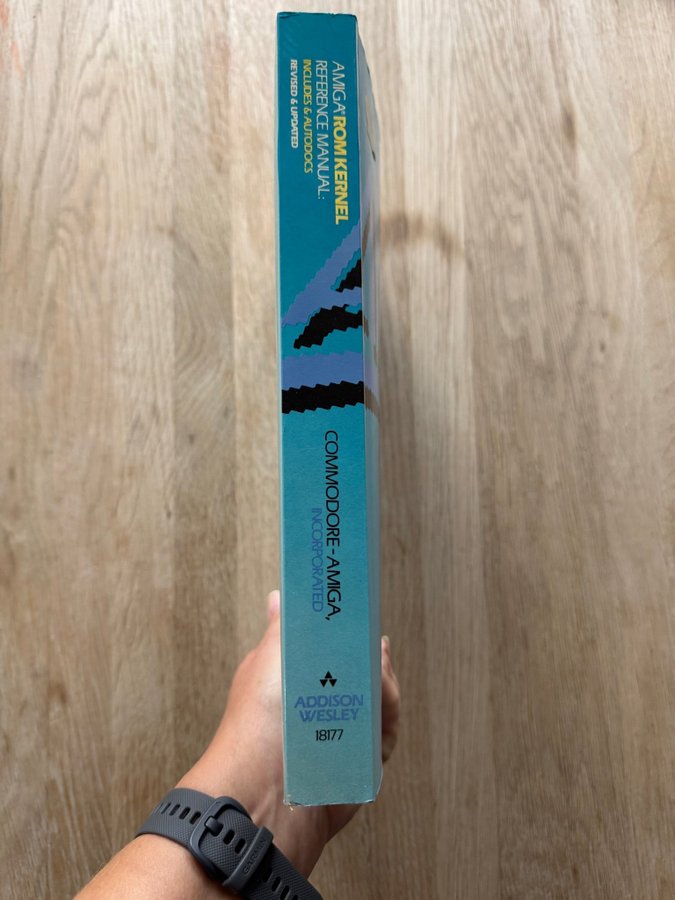 AMIGA® ROM KERNEL
REFERENCE MANUAL:
INCLUDES & AUTODOCS
REVISED & UPDATED
COMMODORE-AMIGA,
INCORPORATED
ADDISON
WESLEY
18177